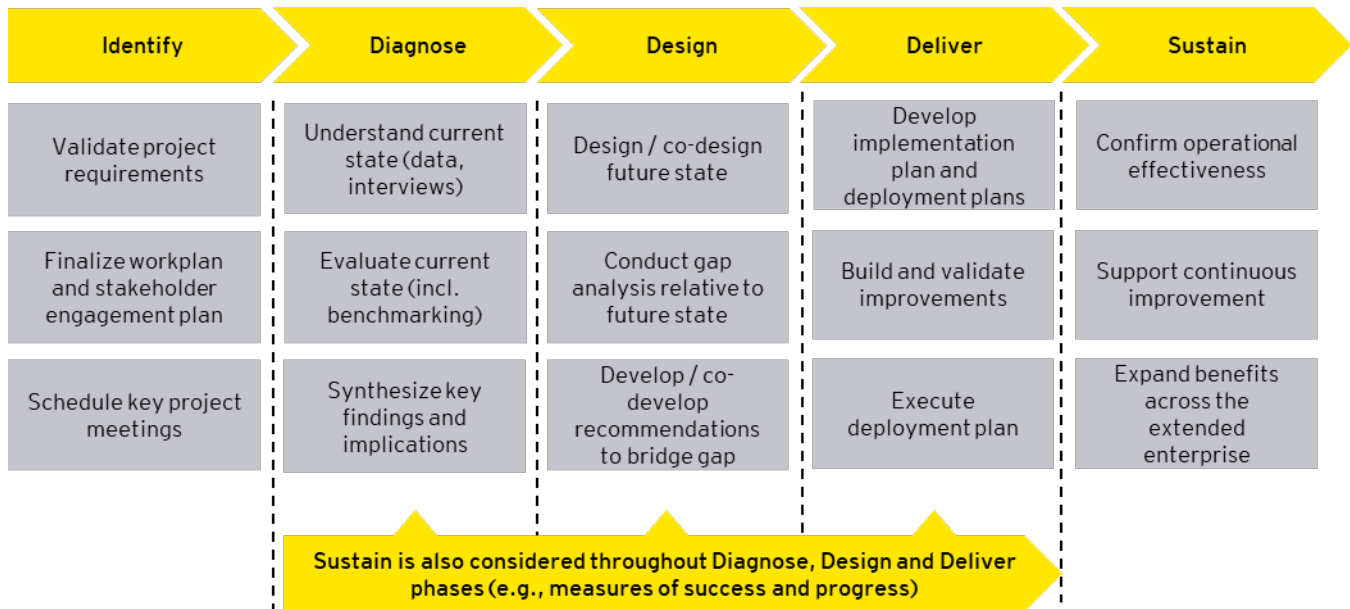 Identify
Diagnose
Design
Deliver
Sustain
Validate project
requirements
Understand current
state (data,
interviews)
Design / co-design
future state
Develop
implementation
plan and
deployment plans
Confirm operational
effectiveness
Finalize workplan
and stakeholder
engagement plan
Evaluate current
state (incl.
benchmarking)
Conduct gap
analysis relative to
future state
Build and validate
improvements
Support continuous
improvement
Schedule key project
meetings
Synthesize key
findings and
implications
Develop / co-
develop
recommendations
to bridge gap
Execute
deployment plan
Expand benefits
across the
extended
enterprise
Sustain is also considered throughout Diagnose, Design and Deliver
phases (e.g., measures of success and progress)